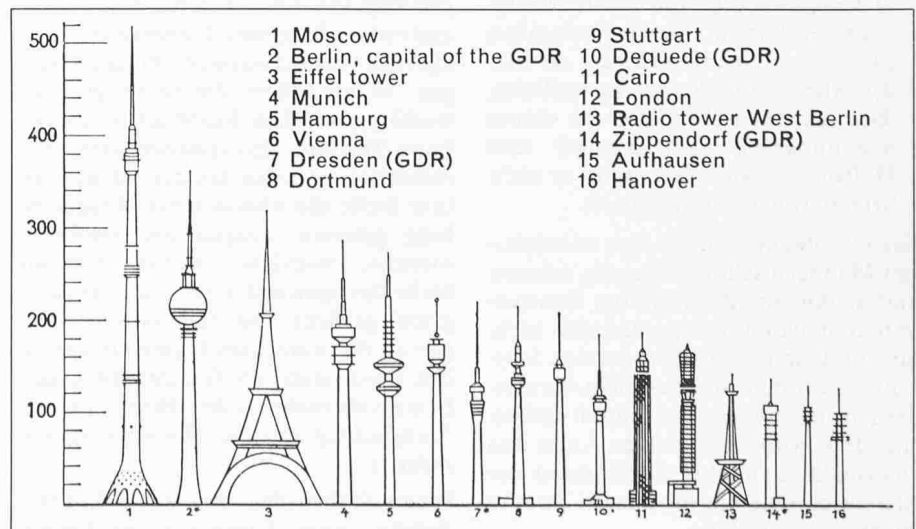 500
400
300
200
100
1 Moscow
2 Berlin, capital of the GDR
3 Eiffel tower
4 Munich
5 Hamburg
6 Vienna
7 Dresden (GDR)
8 Dortmund
9 Stuttgart
10 Dequede (GDR)
11 Cairo
12 London
13 Radio tower West Berlin
14 Zippendorf (GDR)
15 Aufhausen
16 Hanover
1 2* 3 4 5 6 7* 8 9 10* 11 12 13 14* 15 16